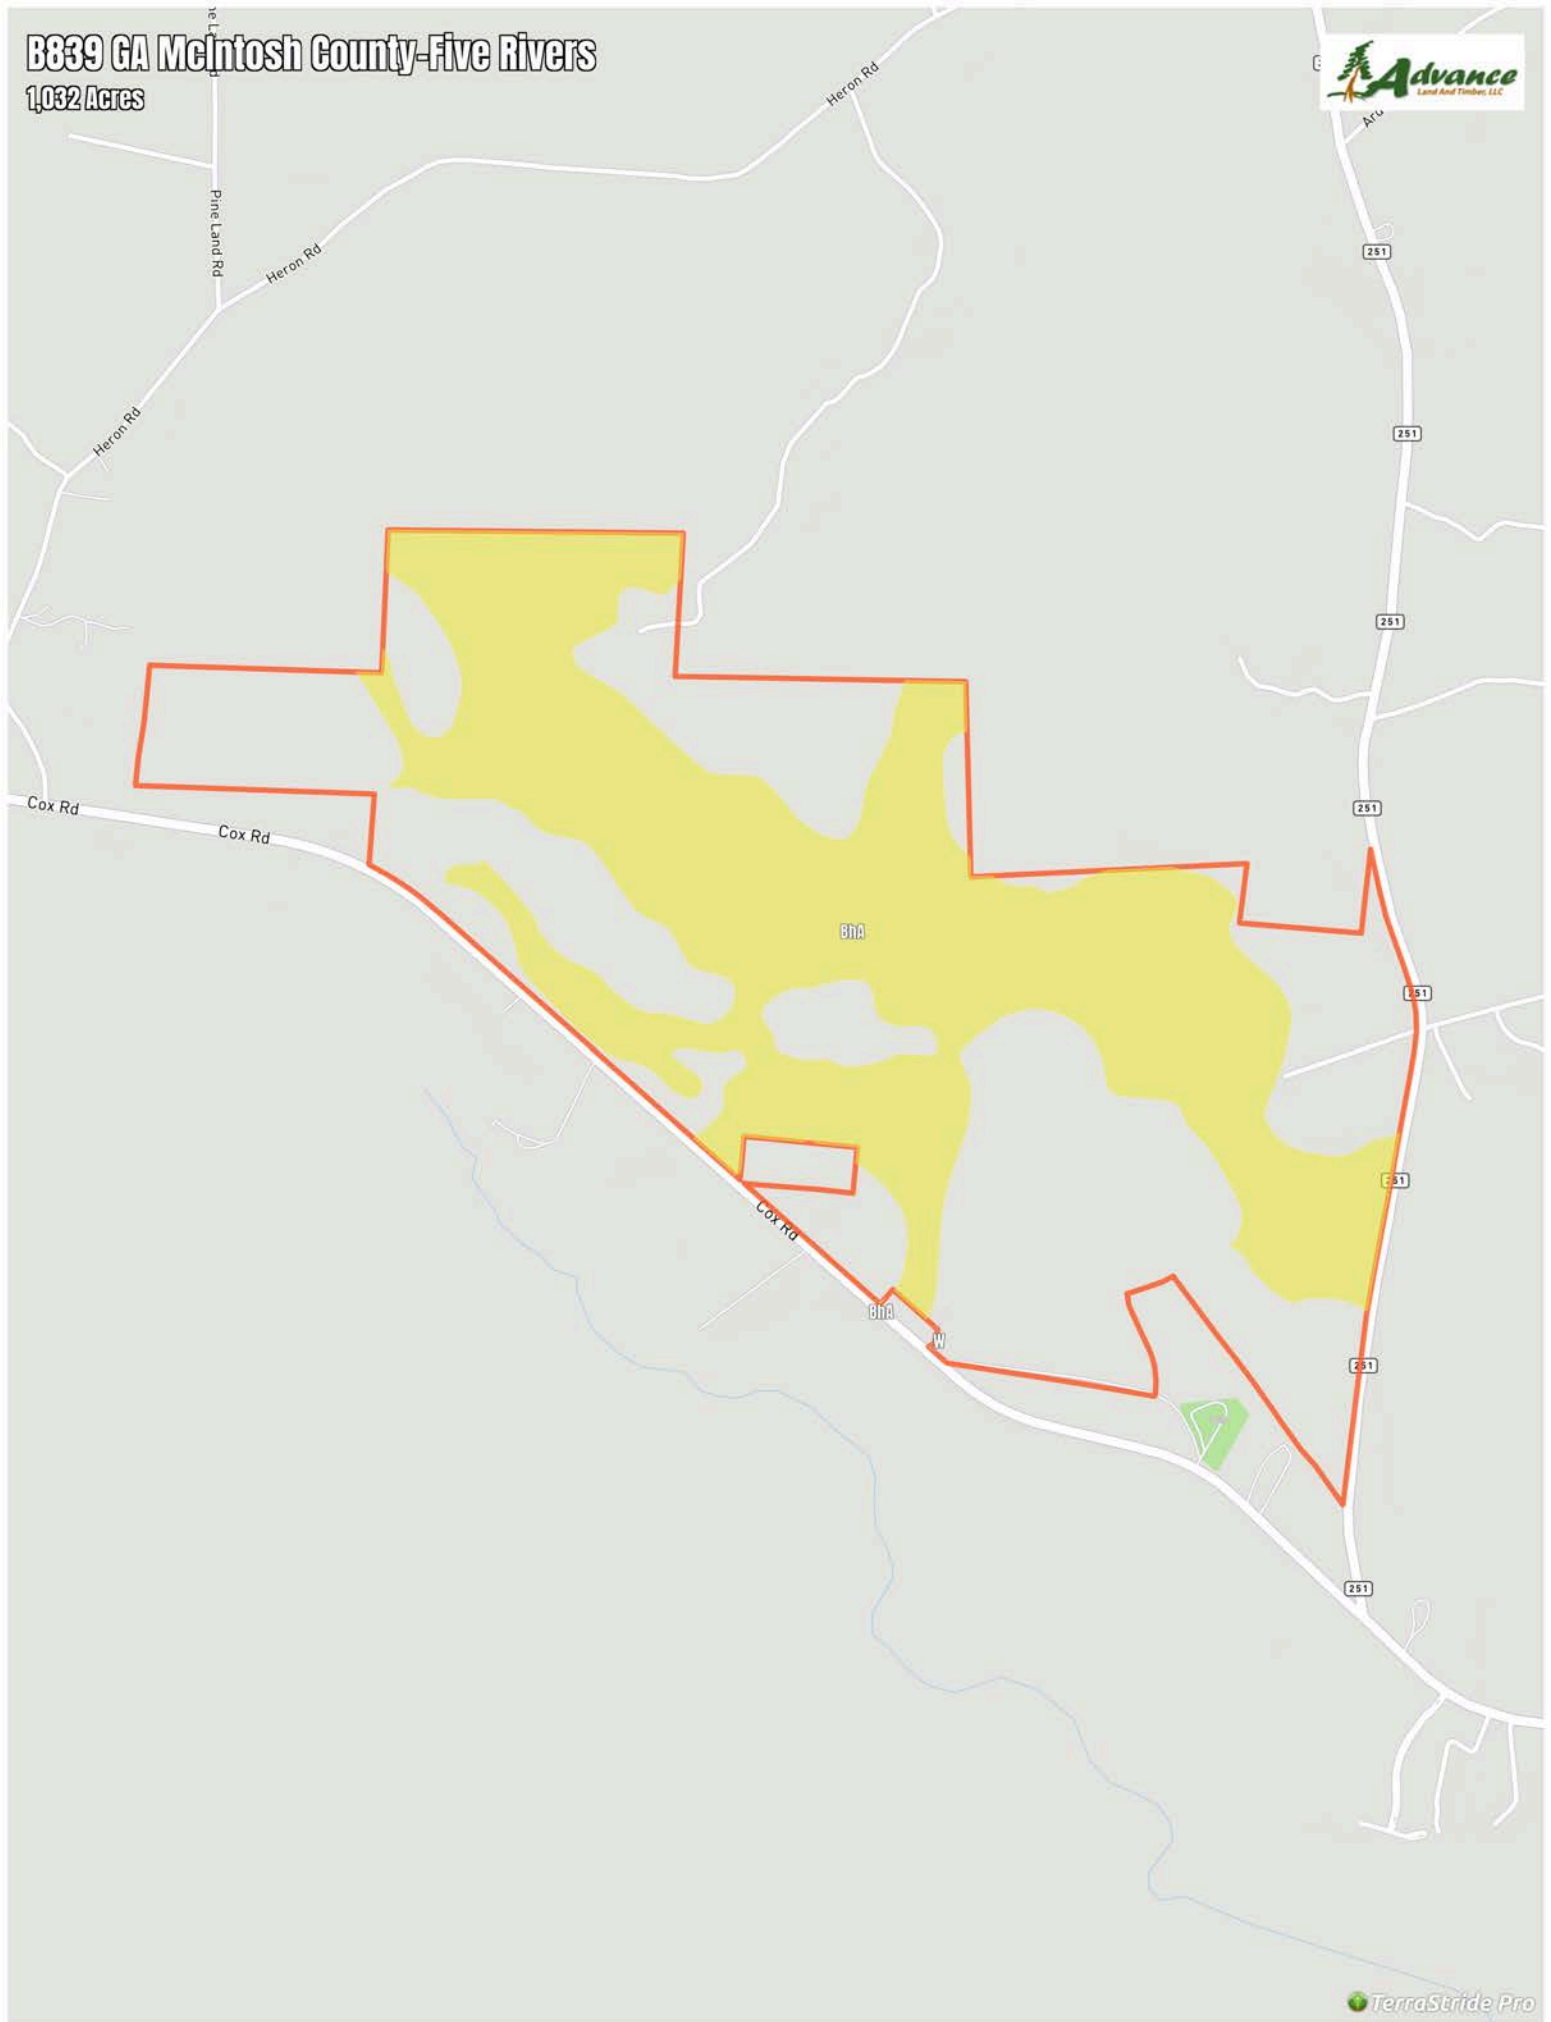 B839 GA McIntosh County-Five Rivers
1,032 Acres
Advance
Land And Timber, LLC
Heron Rd
Pine Land Rd
251
Heron Rd
251
Heron Rd
251
Cox Rd
251
Cox Rd
BhA
251
251
Cox Rd
BhA
W
251
251
TerraStride Pro